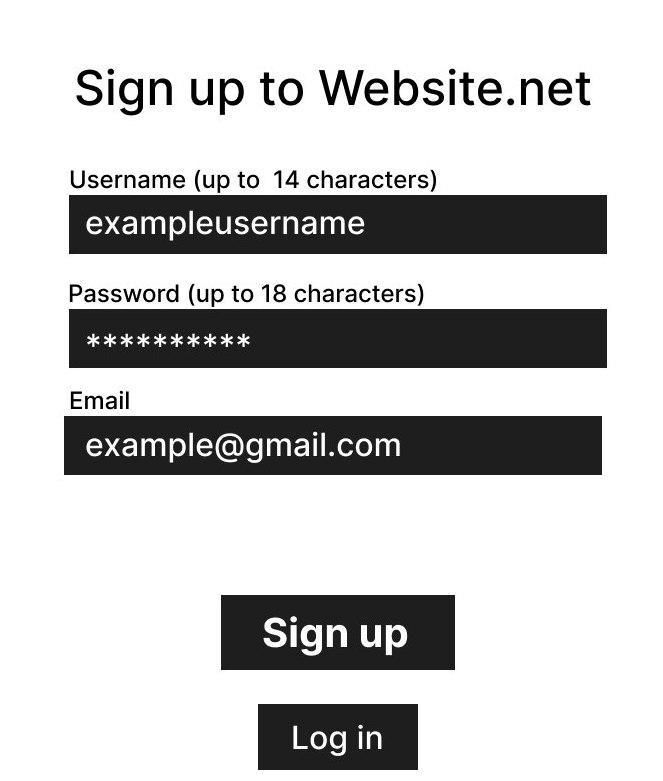 Sign up to Website.net
Username (up to  14 characters)
exampleusername
Password (up to 18 characters)
**********
Email
example@gmail.com
Sign up
Log in